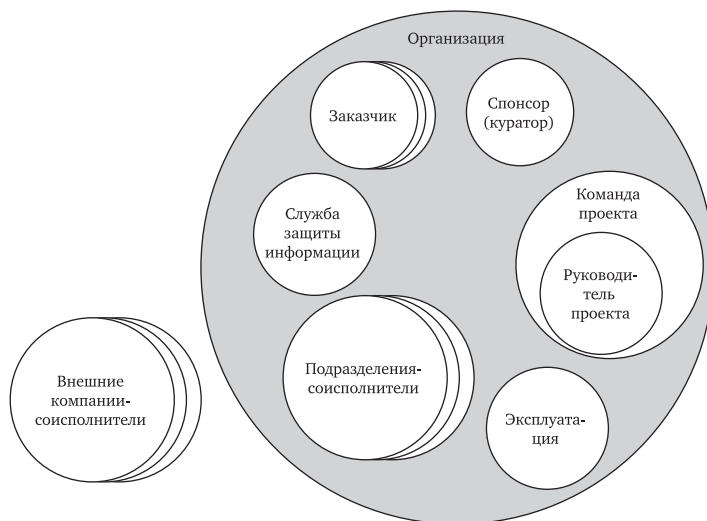 Организация
Заказчик
Спонсор
(куратор)
Служба
защиты
информации
Команда
проекта
Руководи-
тель
проекта
Внешние
компании-
соисполнители
Подразделения-
соисполнители
Эксплуата-
ция